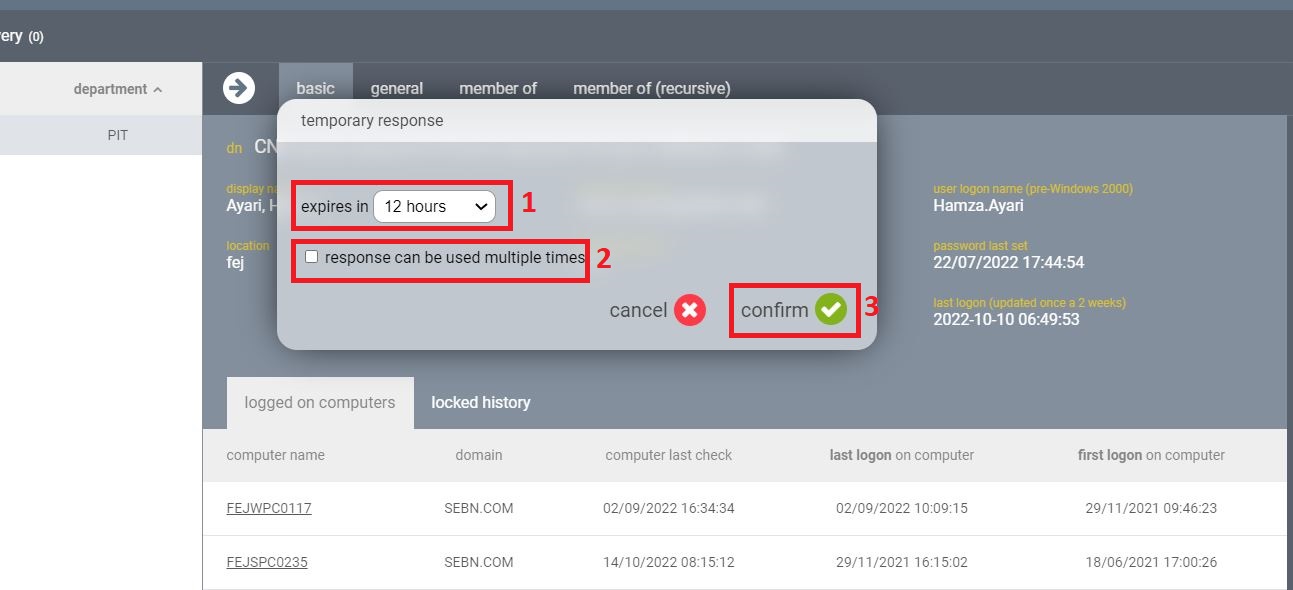 ery (0)
department
PIT
basic general member of member of (recursive)
temporary response
dn CN
display na
Ayari, H
expires in 12 hours 1
user logon name (pre-Windows 2000)
Hamza.Ayari
location
fej
response can be used multiple times 2
password last set
22/07/2022 17:44:54
cancel confirm 3
last logon (updated once a 2 weeks)
2022-10-10 06:49:53
logged on computers locked history
computer name domain computer last check last logon on computer first logon on computer
FEJWPC0117 SEBN.COM 02/09/2022 16:34:34 02/09/2022 10:09:15 29/11/2021 09:46:23
FEJSPC0235 SEBN.COM 14/10/2022 08:15:12 29/11/2021 16:15:02 18/06/2021 17:00:26